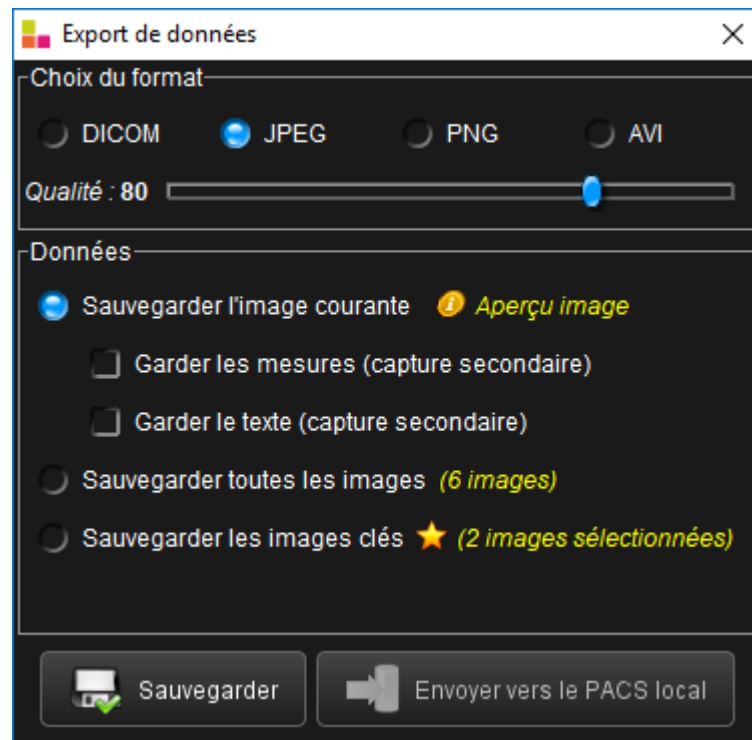 Export de données
Choix du format
DICOM JPEG PNG AVI
Qualité : 80
Données
Sauvegarder l'image courante Aperçu image
Garder les mesures (capture secondaire)
Garder le texte (capture secondaire)
Sauvegarder toutes les images (6 images)
Sauvegarder les images clés (2 images sélectionnées)
Sauvegarder Envoyer vers le PACS local